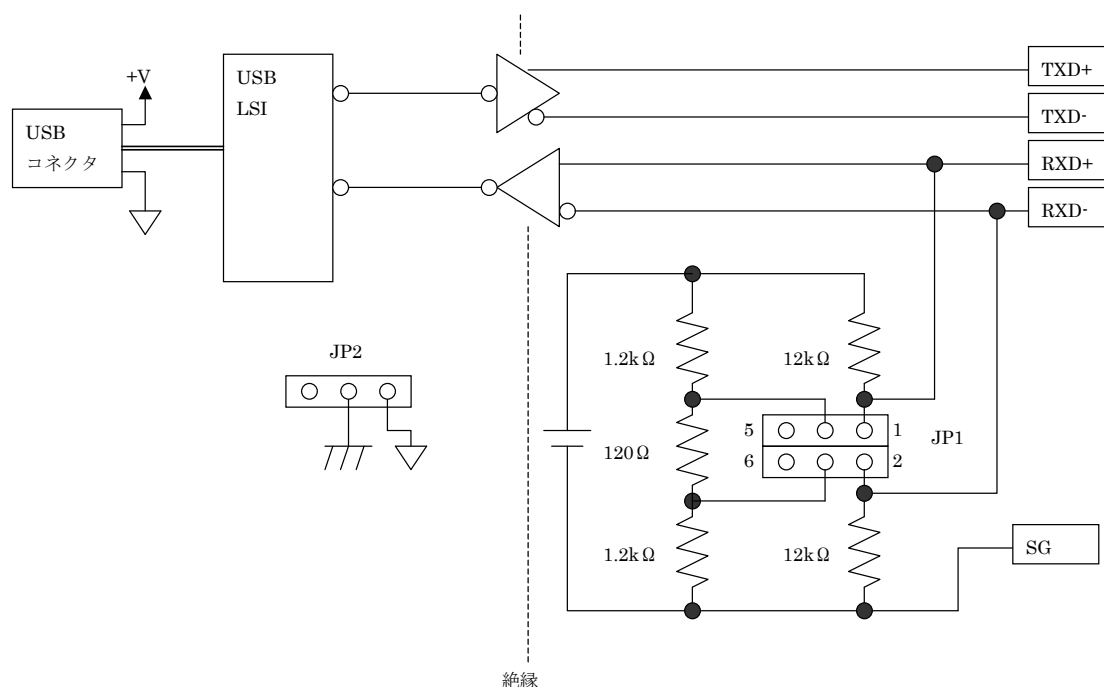 +V
USB
コネクタ
USB
LSI
TXD+
TXD-
RXD+
RXD-
JP2
1.2kΩ
12kΩ
5
1
JP1
120Ω
6
2
1.2kΩ
12kΩ
SG
絶縁